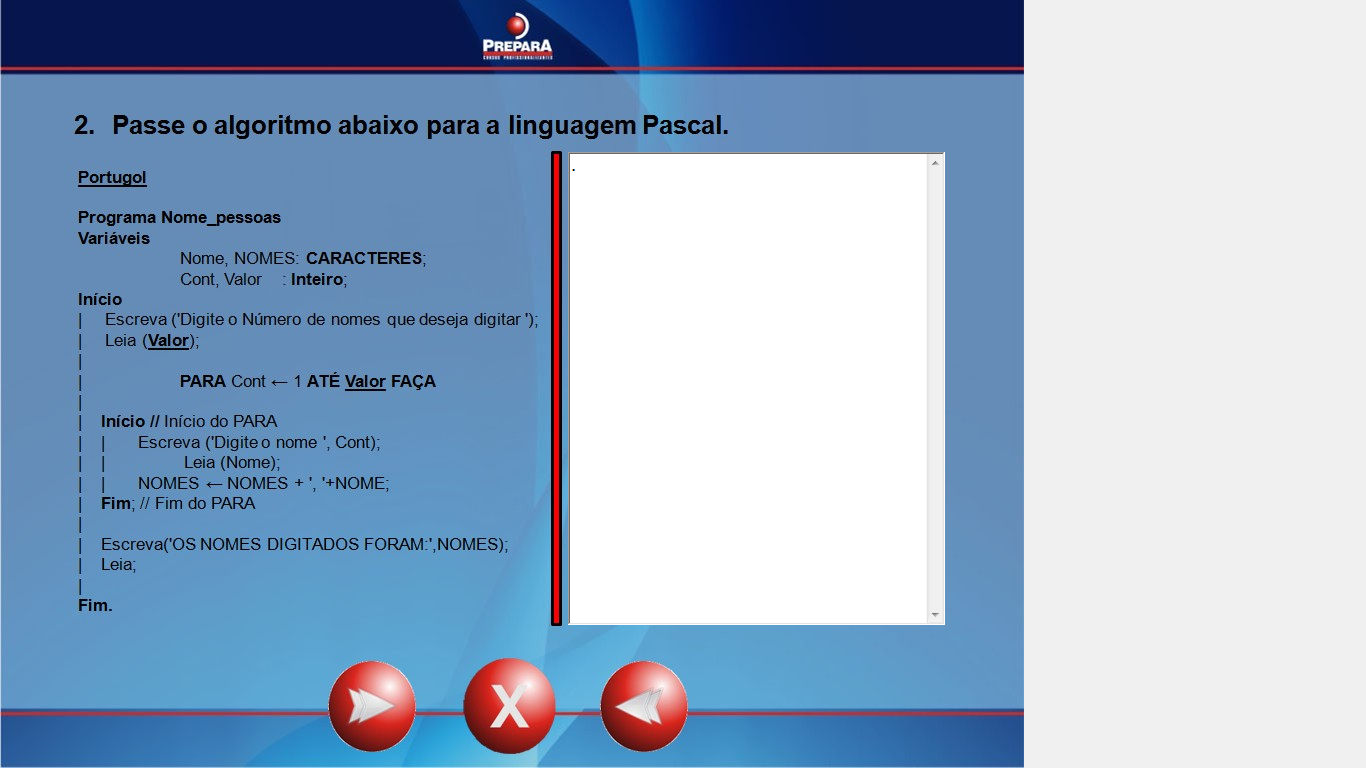 PREPARA
CURSOS PROFISSIONALIZANTES
2. Passe o algoritmo abaixo para a linguagem Pascal.
Portugol
Programa Nome_pessoas
Variáveis
Nome, NOMES: CARACTERES;
Cont, Valor : Inteiro;
Início
| Escreva ('Digite o Número de nomes que deseja digitar ');
| Leia (Valor);
|
| PARA Cont ← 1 ATÉ Valor FAÇA
|
| Início // Início do PARA
| | Escreva ('Digite o nome ', Cont);
| | Leia (Nome);
| | NOMES ← NOMES + ', '+NOME;
| Fim; // Fim do PARA
|
| Escreva('OS NOMES DIGITADOS FORAM:',NOMES);
| Leia;
|
Fim.
.
X